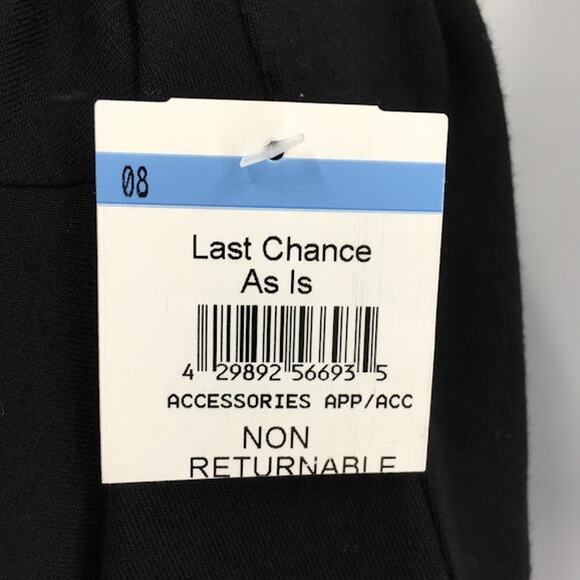 08
Last Chance
As Is
4 29892 56693 5
ACCESSORIES APP/ACC
NON
RETURNABLE